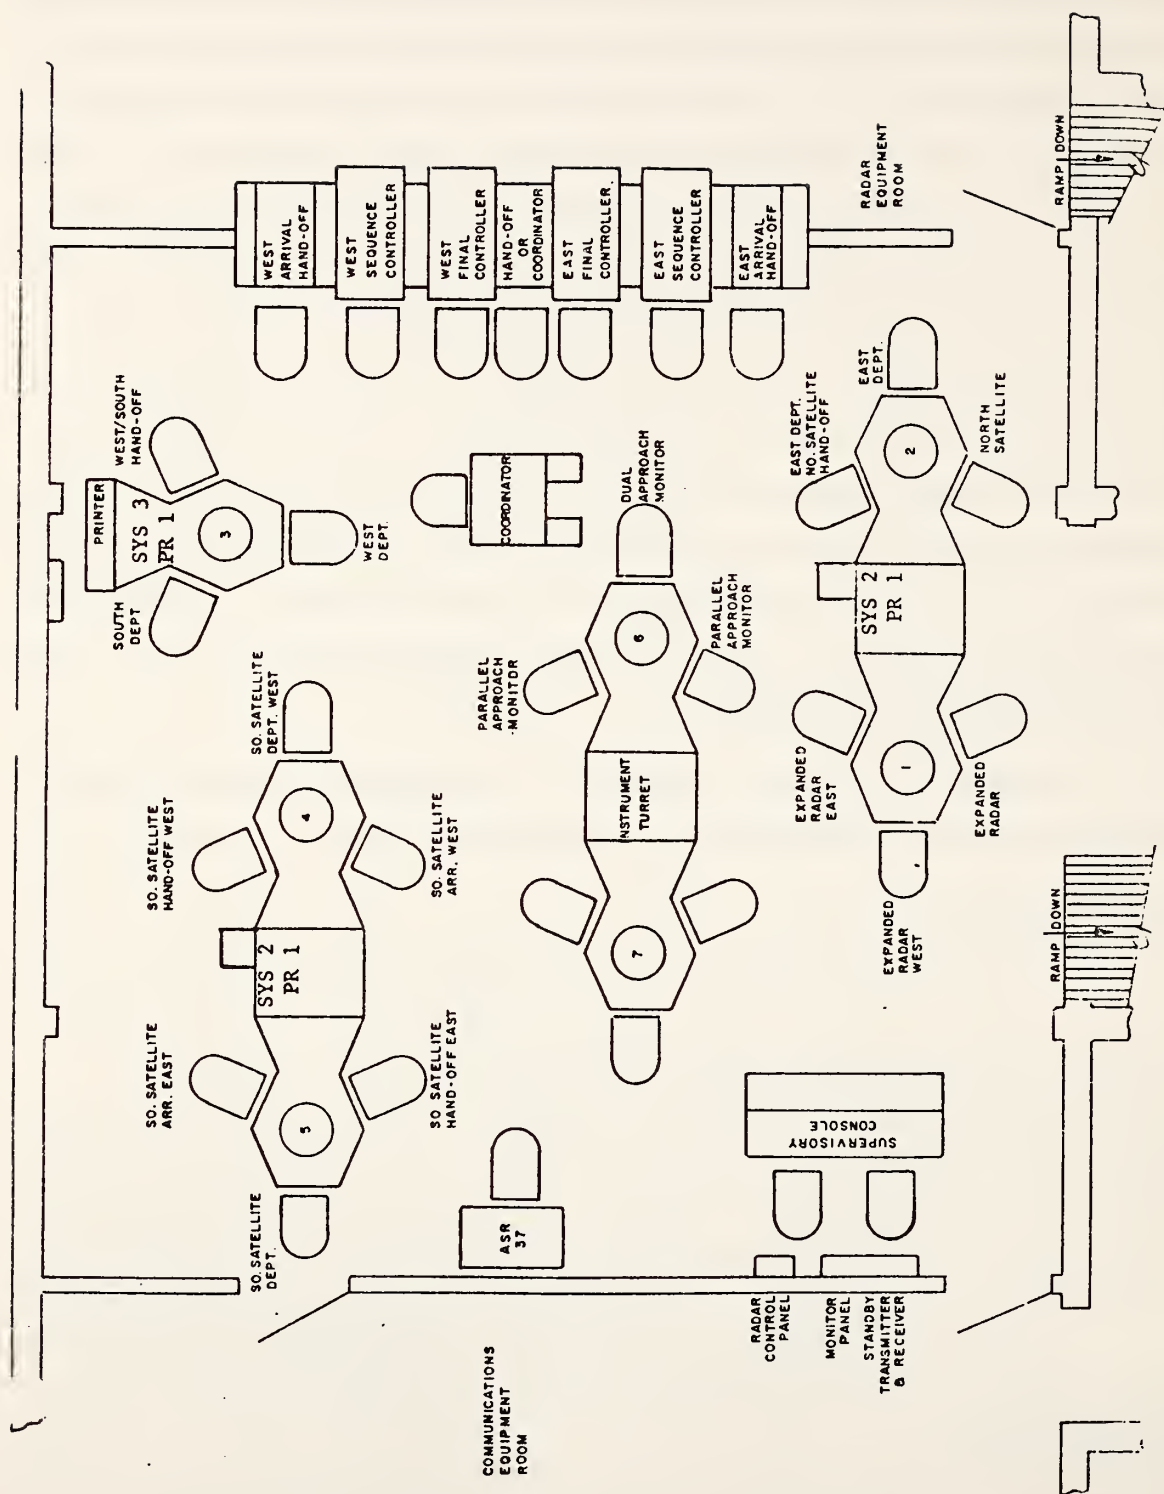 PRINTER
SYS 3
PR 1
3
SOUTH
DEPT
WEST/SOUTH
HAND-OFF
WEST
DEPT.
WEST
ARRIVAL
HAND-OFF
WEST
SEQUENCE
CONTROLLER
WEST
FINAL
CONTROLLER
HAND-OFF
OR
COORDINATOR
EAST
FINAL
CONTROLLER.
EAST
SEQUENCE
CONTROLLER
EAST
ARRIVAL
HAND-OFF
RADAR
EQUIPMENT
ROOM
RAMP DOWN
COORDINATOR
SO. SATELLITE
DEPT. WEST
SO. SATELLITE
HAND-OFF WEST
4
SO. SATELLITE
ARR. WEST
SYS 2
PR 1
SO. SATELLITE
ARR. EAST
5
SO. SATELLITE
HAND-OFF EAST
SO. SATELLITE
DEPT.
DUAL
APPROACH
MONITOR
PARALLEL
APPROACH
MONITOR
6
PARALLEL
APPROACH
MONITOR
INSTRUMENT
TURRET
7
EAST
DEPT.
EAST DEPT.
NO. SATELLITE
HAND-OFF
2
NORTH
SATELLITE
SYS 2
PR 1
EXPANDED
RADAR
EAST
1
EXPANDED
RADAR
EXPANDED
RADAR
WEST
RAMP DOWN
SUPERVISORY
CONSOLE
ASR
37
RADAR
CONTROL
PANEL
MONITOR
PANEL
STANDBY
TRANSMITTER
& RECEIVER
COMMUNICATIONS
EQUIPMENT
ROOM